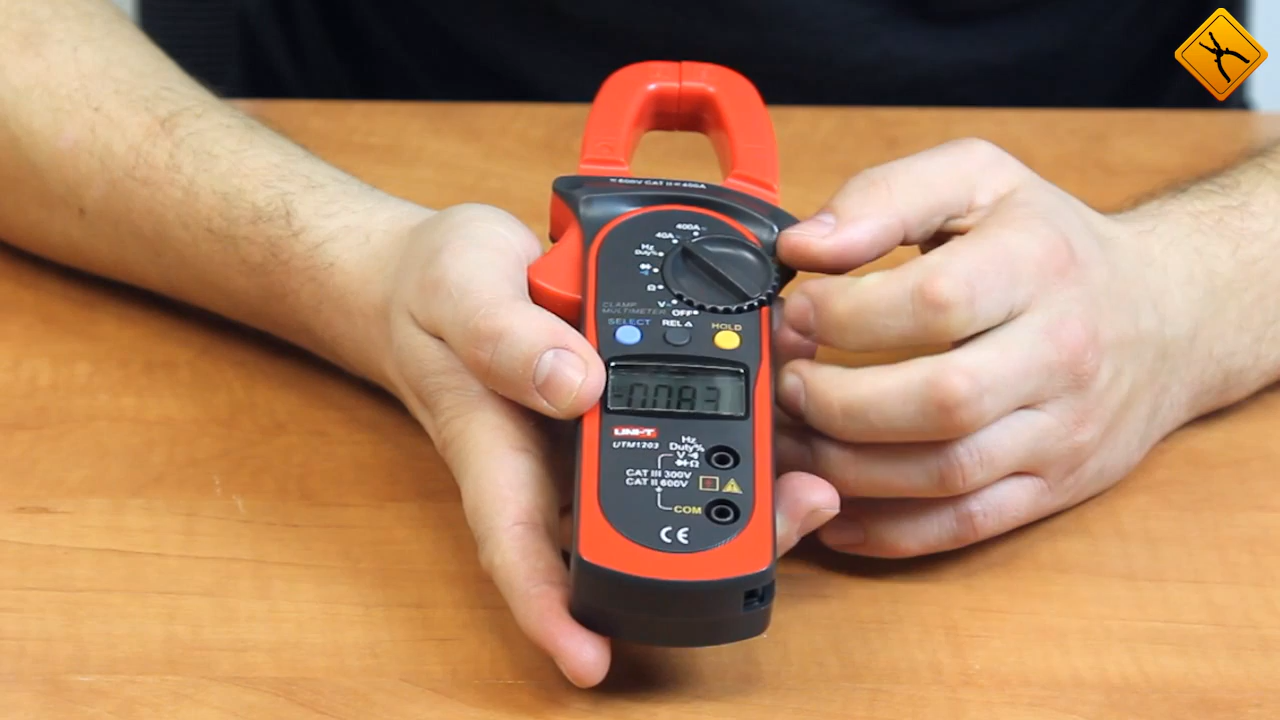 600V CAT II 400A
400A
40A
Hz
Duty%
Ω
V
OFF
CLAMP
MULTIMETER
SELECT
REL △
HOLD
-0083
UNI-T
UTM1203
Hz
Duty%
V
Ω
CAT III 300V
CAT II 600V
COM
CE